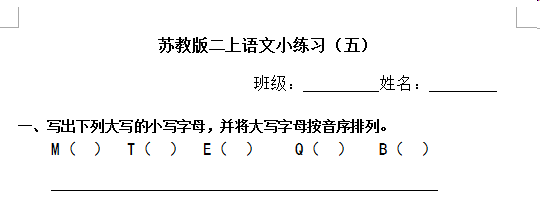 苏教版二上语文小练习（五）
班级：_________姓名：________
一、写出下列大写的小写字母，并将大写字母按音序排列。
M（　） T（　） E（　） Q（　） B（　）